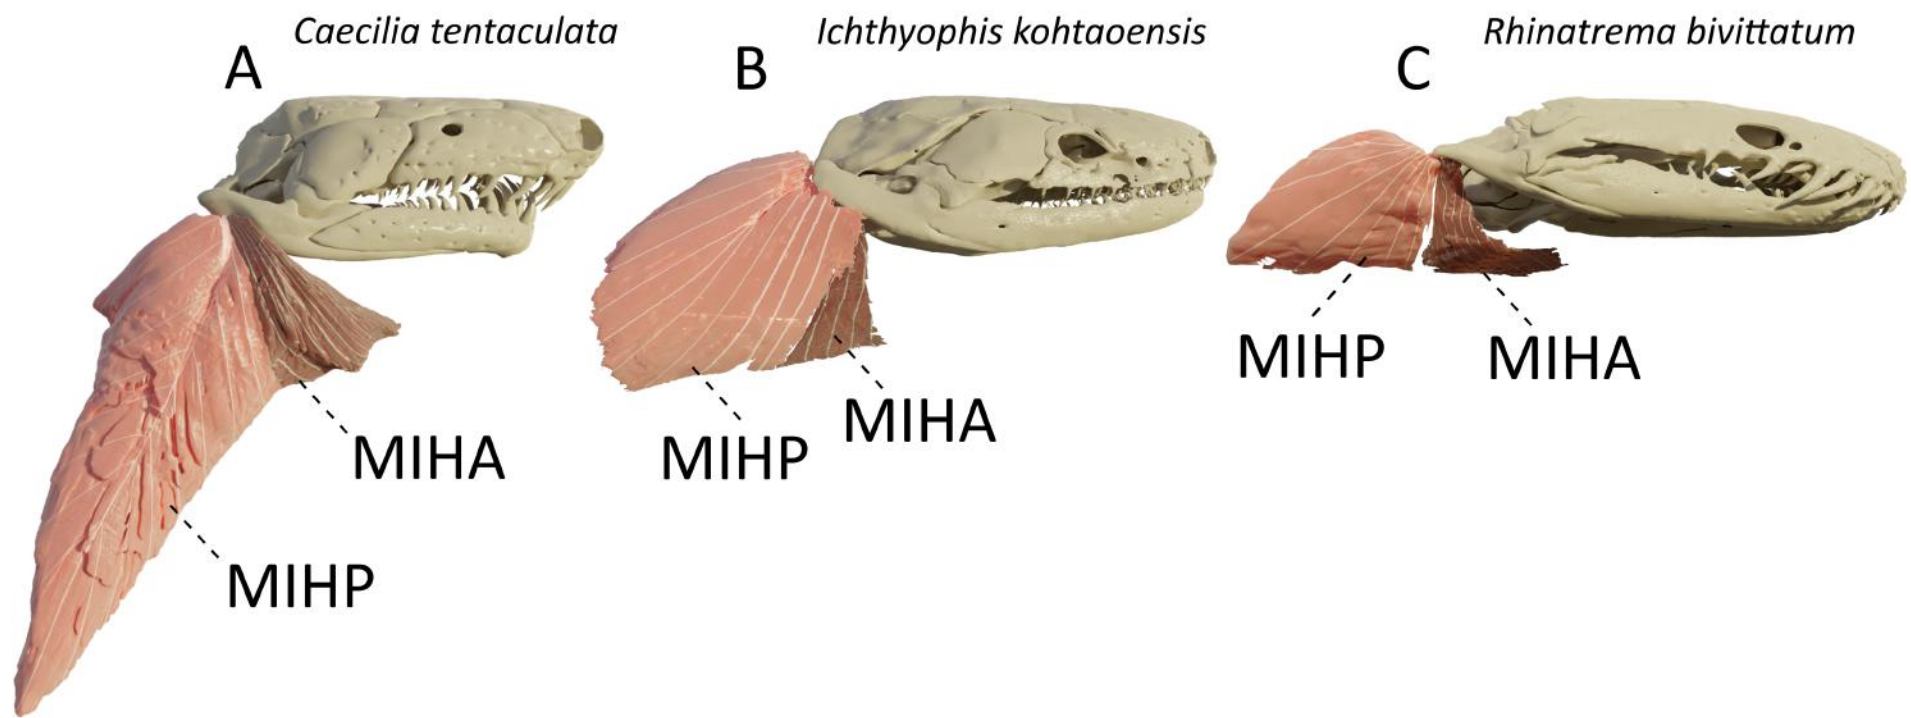 Caecilia tentaculata
Ichthyophis kohtaoensis
Rhinatrema bivittatum
A
B
C
MIHP
MIHA
MIHA
MIHA
MIHP
MIHP